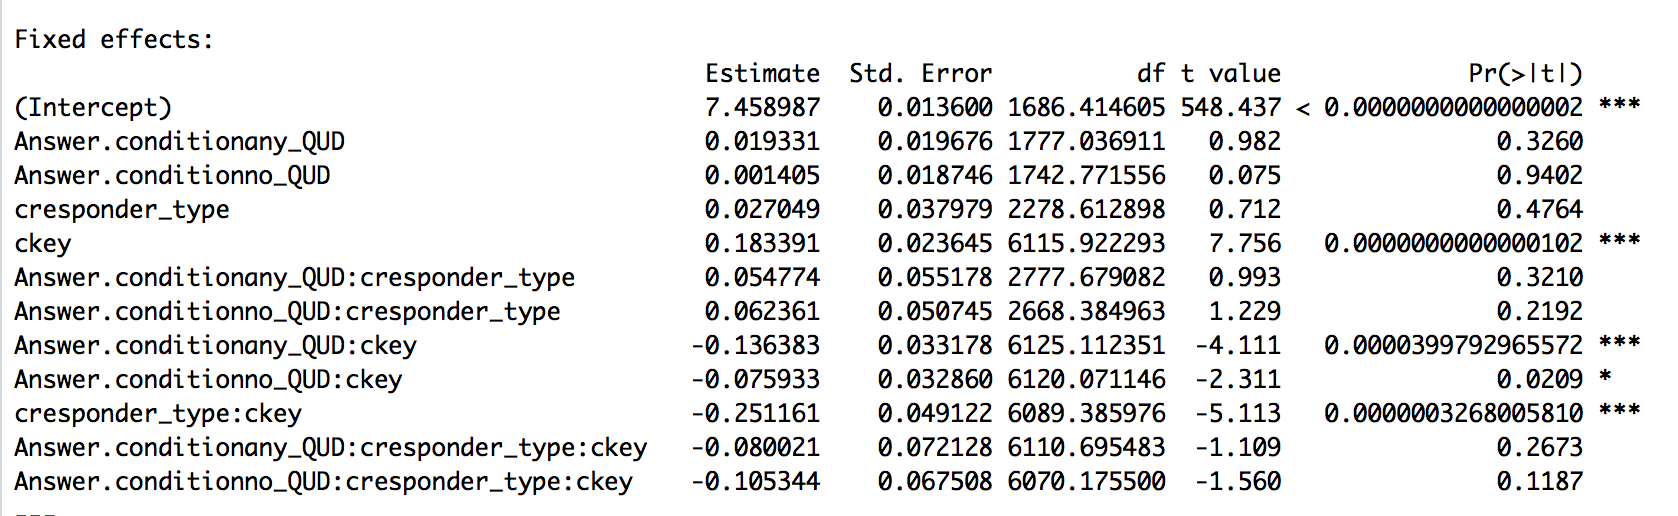 Fixed effects:
Estimate Std. Error df t value Pr(>|t|)
(Intercept) 7.458987 0.013600 1686.414605 548.437 < 0.0000000000000002 ***
Answer.conditionany_QUD 0.019331 0.019676 1777.036911 0.982 0.3260
Answer.conditionno_QUD 0.001405 0.018746 1742.771556 0.075 0.9402
cresponder_type 0.027049 0.037979 2278.612898 0.712 0.4764
ckey 0.183391 0.023645 6115.922293 7.756 0.0000000000000102 ***
Answer.conditionany_QUD:cresponder_type 0.054774 0.055178 2777.679082 0.993 0.3210
Answer.conditionno_QUD:cresponder_type 0.062361 0.050745 2668.384963 1.229 0.2192
Answer.conditionany_QUD:ckey -0.136383 0.033178 6125.112351 -4.111 0.0000399792965572 ***
Answer.conditionno_QUD:ckey -0.075933 0.032860 6120.071146 -2.311 0.0209 *
cresponder_type:ckey -0.251161 0.049122 6089.385976 -5.113 0.0000003268005810 ***
Answer.conditionany_QUD:cresponder_type:ckey -0.080021 0.072128 6110.695483 -1.109 0.2673
Answer.conditionno_QUD:cresponder_type:ckey -0.105344 0.067508 6070.175500 -1.560 0.1187
---